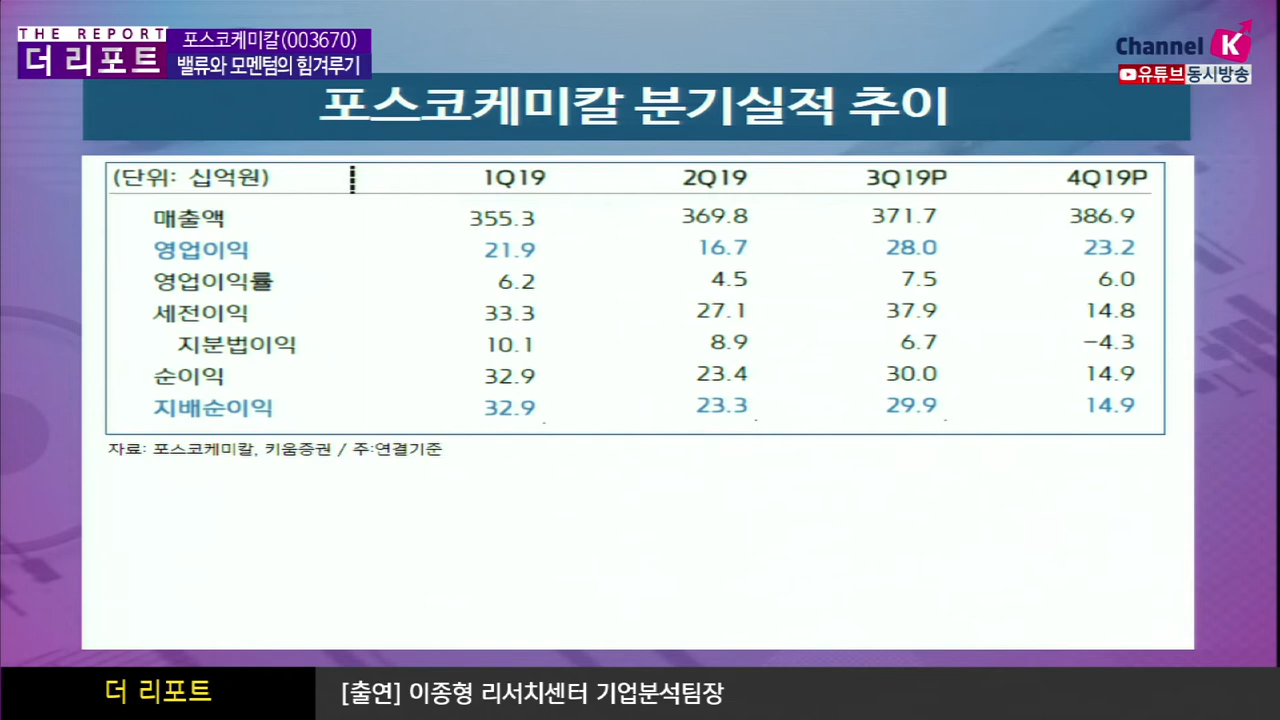 THE REPORT
더 리포트
포스코케미칼(003670)
밸류와 모멘텀의 힘겨루기
Channel K
유튜브동시방송
포스코케미칼 분기실적 추이
(단위: 십억원) 1Q19 2Q19 3Q19P 4Q19P
매출액 355.3 369.8 371.7 386.9
영업이익 21.9 16.7 28.0 23.2
영업이익률 6.2 4.5 7.5 6.0
세전이익 33.3 27.1 37.9 14.8
지분법이익 10.1 8.9 6.7 -4.3
순이익 32.9 23.4 30.0 14.9
지배순이익 32.9 23.3 29.9 14.9
자료: 포스코케미칼, 키움증권 / 주:연결기준
더 리포트
[출연] 이종형 리서치센터 기업분석팀장